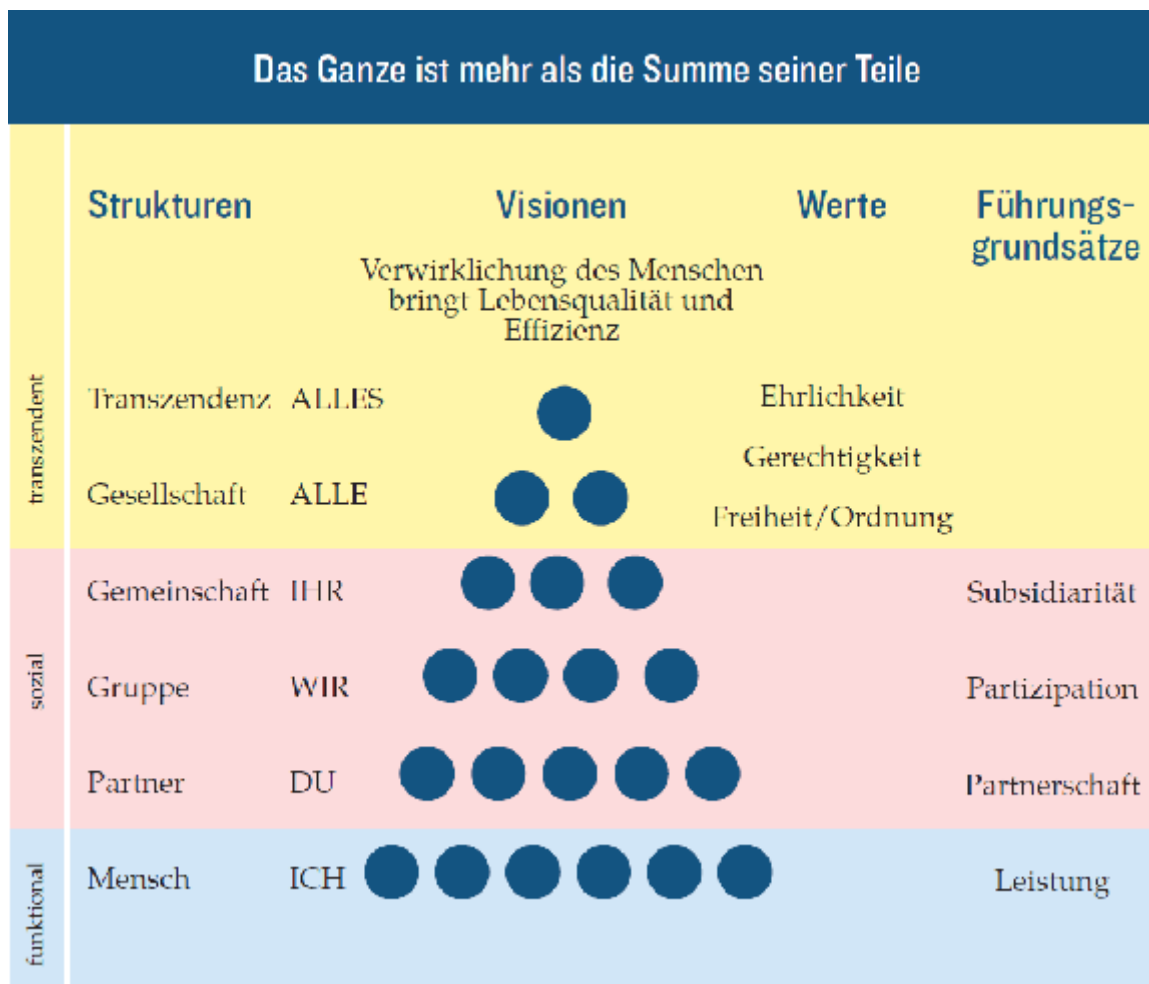 Das Ganze ist mehr als die Summe seiner Teile
Strukturen Visionen Werte Führungs-
grundsätze
Verwirklichung des Menschen
bringt Lebensqualität und
Effizienz
transzendent
Transzendenz ALLES Ehrlichkeit
Gerechtigkeit
Gesellschaft ALLE
Freiheit/Ordnung
sozial
Gemeinschaft IHR Subsidiarität
Gruppe WIR Partizipation
Partner DU Partnerschaft
funktional
Mensch ICH Leistung